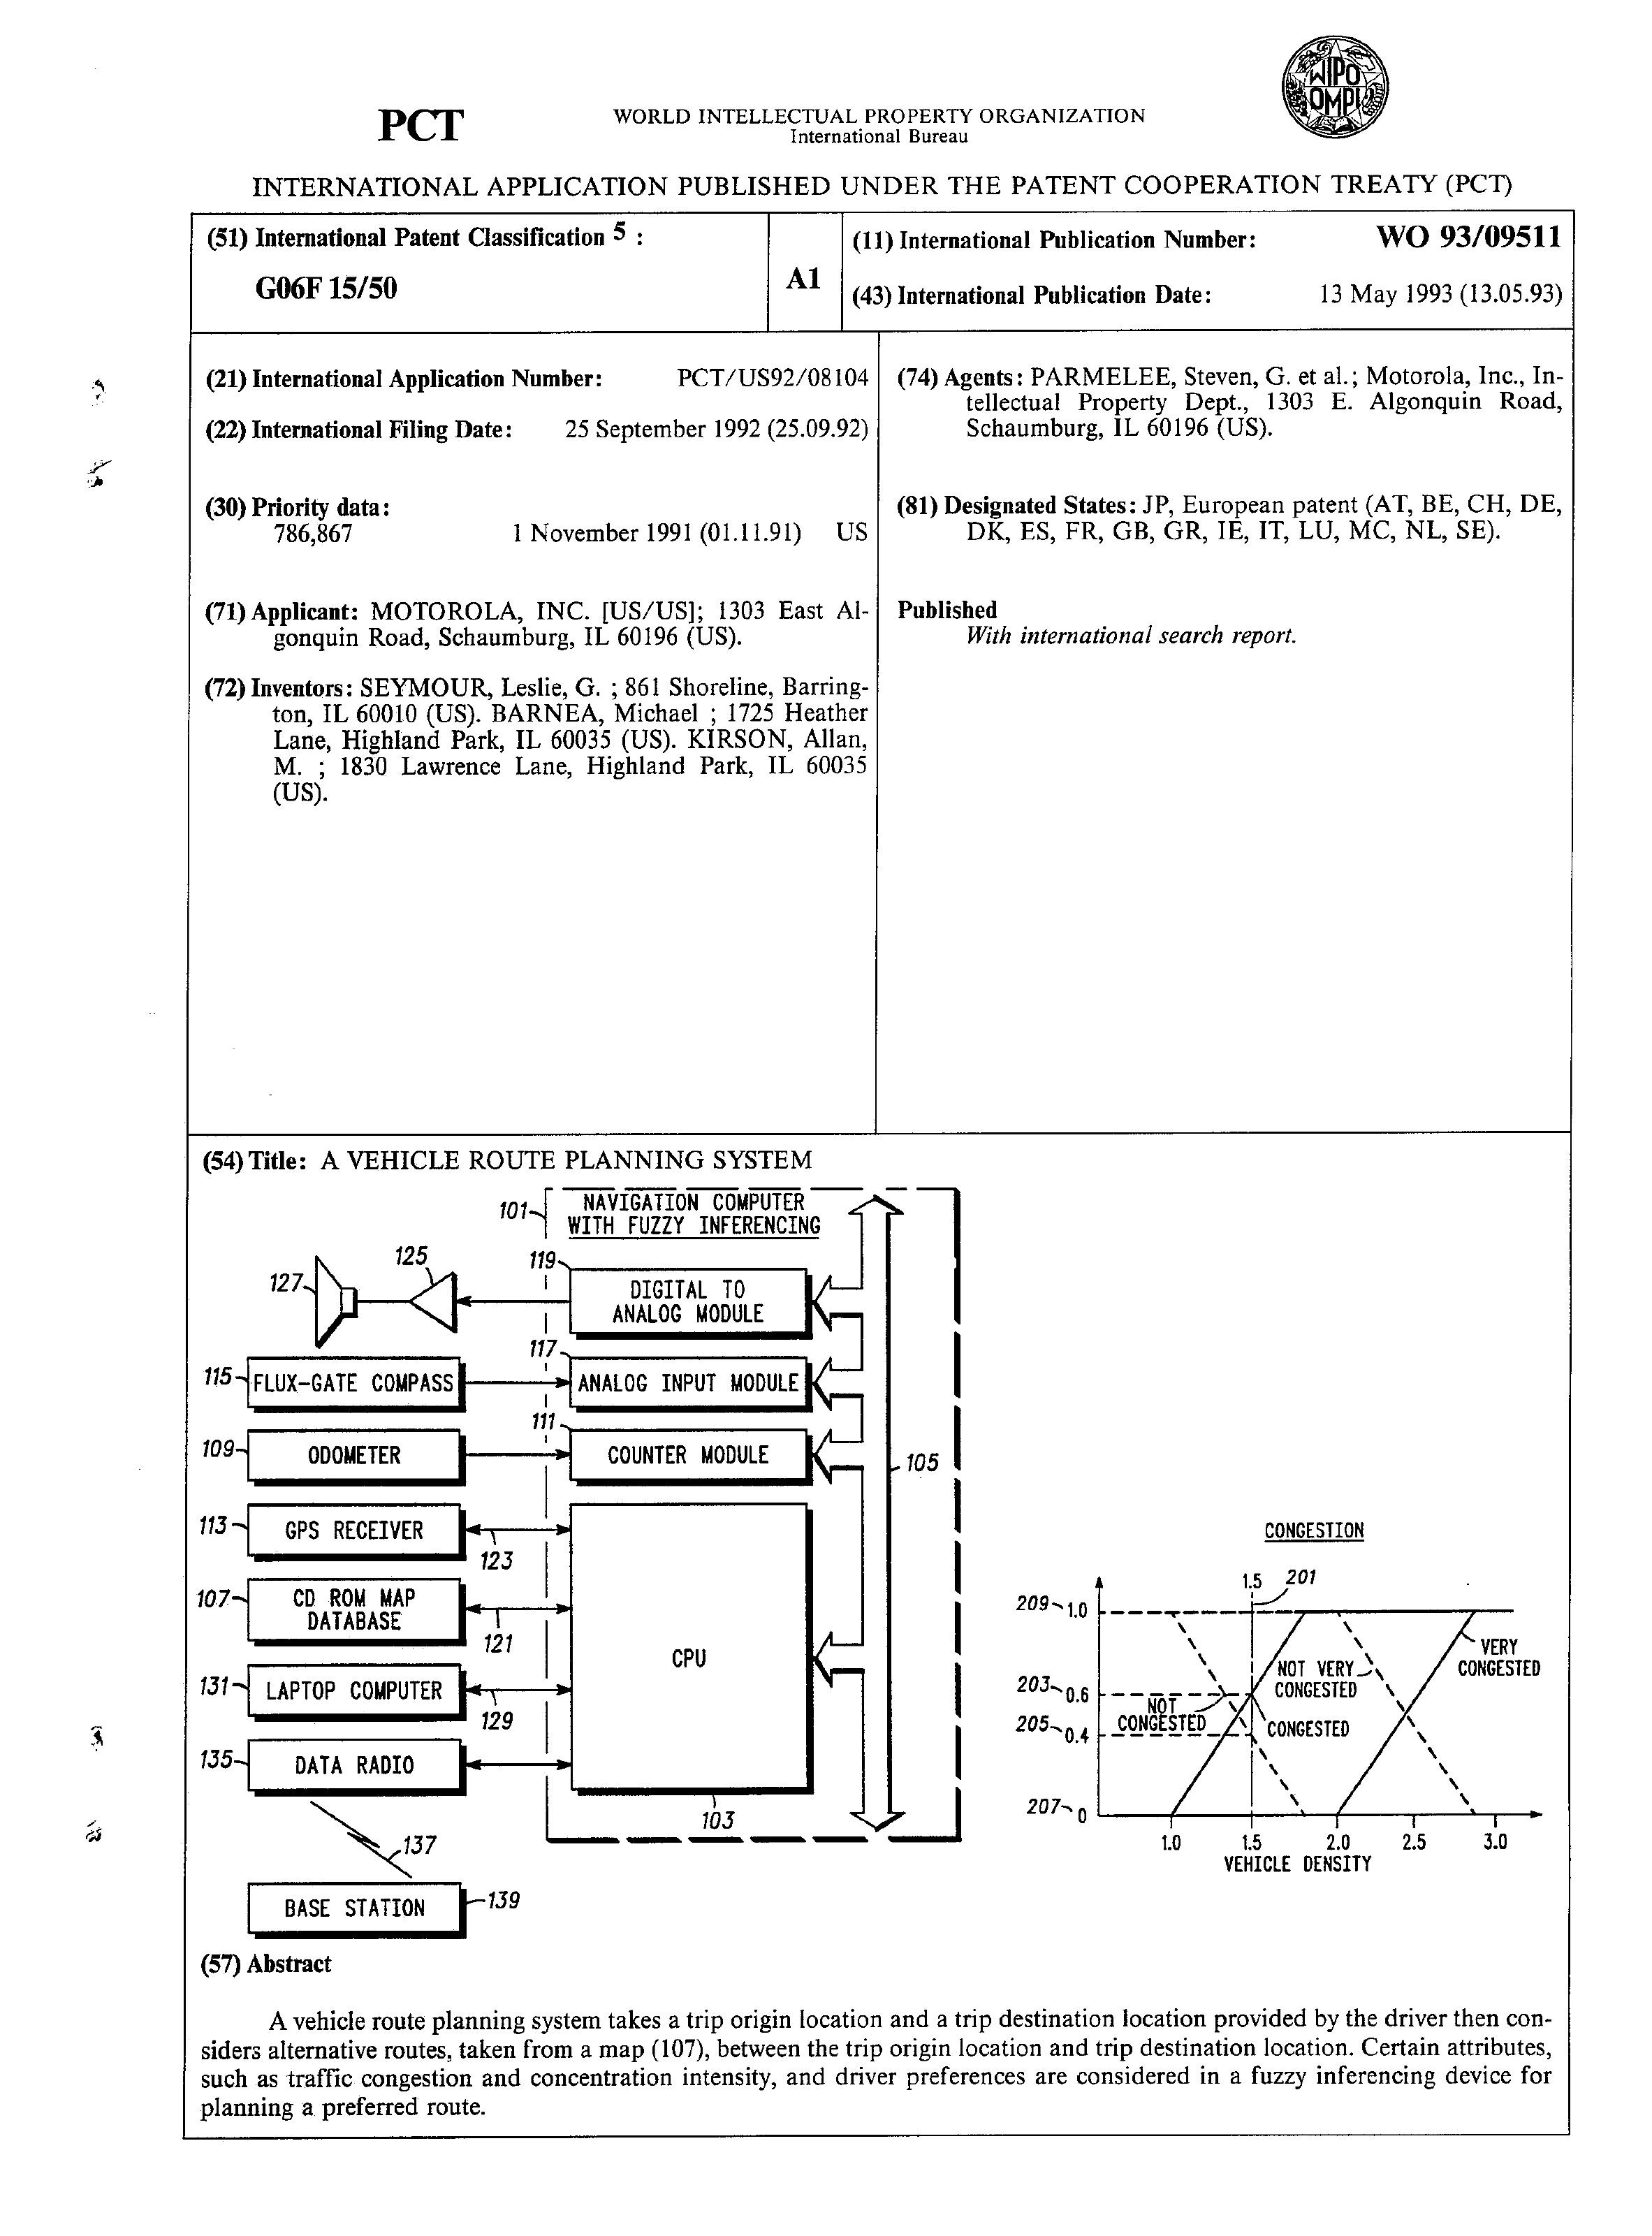 PCT
WORLD INTELLECTUAL PROPERTY ORGANIZATION
International Bureau
WIPO
OMPI
INTERNATIONAL APPLICATION PUBLISHED UNDER THE PATENT COOPERATION TREATY (PCT)
(51) International Patent Classification 5 :
G06F 15/50
A1
(11) International Publication Number: WO 93/09511
(43) International Publication Date: 13 May 1993 (13.05.93)
(21) International Application Number: PCT/US92/08104
(22) International Filing Date: 25 September 1992 (25.09.92)
(30) Priority data:
786,867 1 November 1991 (01.11.91) US
(71) Applicant: MOTOROLA, INC. [US/US]; 1303 East Al-
gonquin Road, Schaumburg, IL 60196 (US).
(72) Inventors: SEYMOUR, Leslie, G. ; 861 Shoreline, Barring-
ton, IL 60010 (US). BARNEA, Michael ; 1725 Heather
Lane, Highland Park, IL 60035 (US). KIRSON, Allan,
M. ; 1830 Lawrence Lane, Highland Park, IL 60035
(US).
(74) Agents: PARMELEE, Steven, G. et al.; Motorola, Inc., In-
tellectual Property Dept., 1303 E. Algonquin Road,
Schaumburg, IL 60196 (US).
(81) Designated States: JP, European patent (AT, BE, CH, DE,
DK, ES, FR, GB, GR, IE, IT, LU, MC, NL, SE).
Published
With international search report.
(54) Title: A VEHICLE ROUTE PLANNING SYSTEM
101
NAVIGATION COMPUTER
WITH FUZZY INFERENCING
127
125
119
DIGITAL TO
ANALOG MODULE
117
115
FLUX-GATE COMPASS
ANALOG INPUT MODULE
111
109
ODOMETER
COUNTER MODULE
105
113
GPS RECEIVER
123
107
CD ROM MAP
DATABASE
121
CPU
131
LAPTOP COMPUTER
129
135
DATA RADIO
103
137
BASE STATION
139
CONGESTION
1.5 201
209 1.0
VERY
CONGESTED
NOT VERY
CONGESTED
203 0.6
NOT
CONGESTED
205 0.4
CONGESTED
207 0
1.0 1.5 2.0 2.5 3.0
VEHICLE DENSITY
(57) Abstract
A vehicle route planning system takes a trip origin location and a trip destination location provided by the driver then con-
siders alternative routes, taken from a map (107), between the trip origin location and trip destination location. Certain attributes,
such as traffic congestion and concentration intensity, and driver preferences are considered in a fuzzy inferencing device for
planning a preferred route.